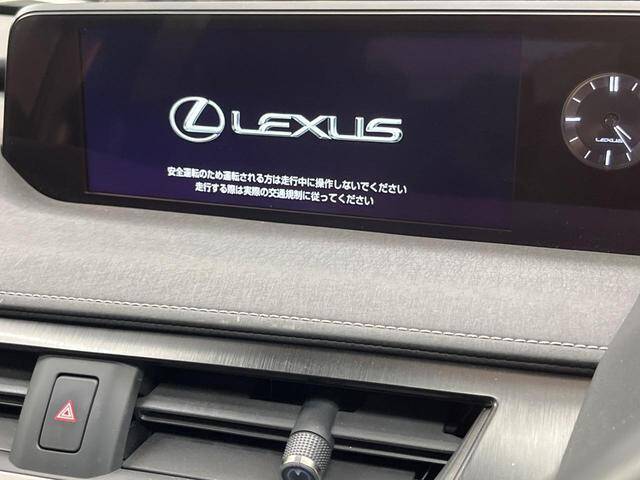 LEXUS
安全運転のため運転される方は走行中に操作しないでください
走行する際は実際の交通規制に従ってください
LEXUS